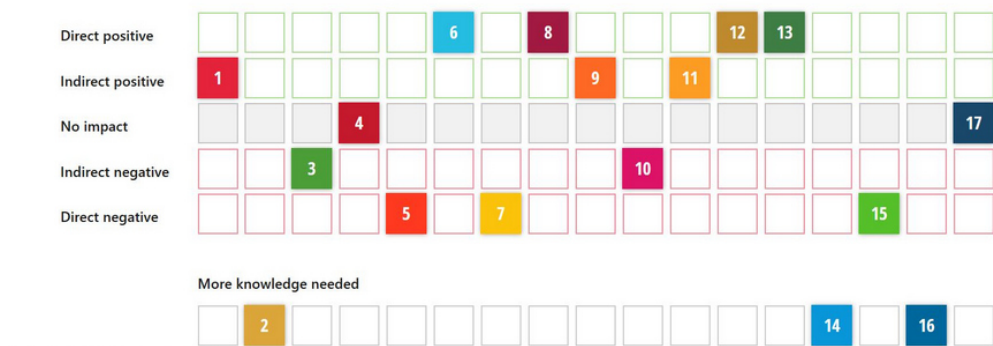 Direct positive 6 8 12 13
Indirect positive 1 9 11
No impact 4 17
Indirect negative 3 10
Direct negative 5 7 15
More knowledge needed
2 14 16